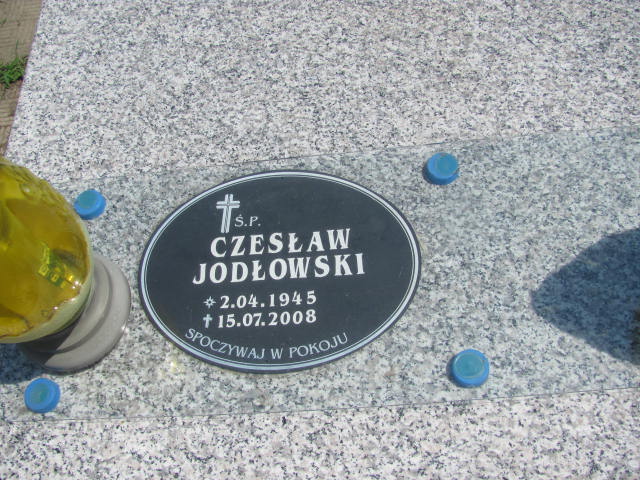 Ś.P.
CZESŁAW
JODŁOWSKI
✲ 2.04.1945
✝ 15.07.2008
SPOCZYWAJ W POKOJU